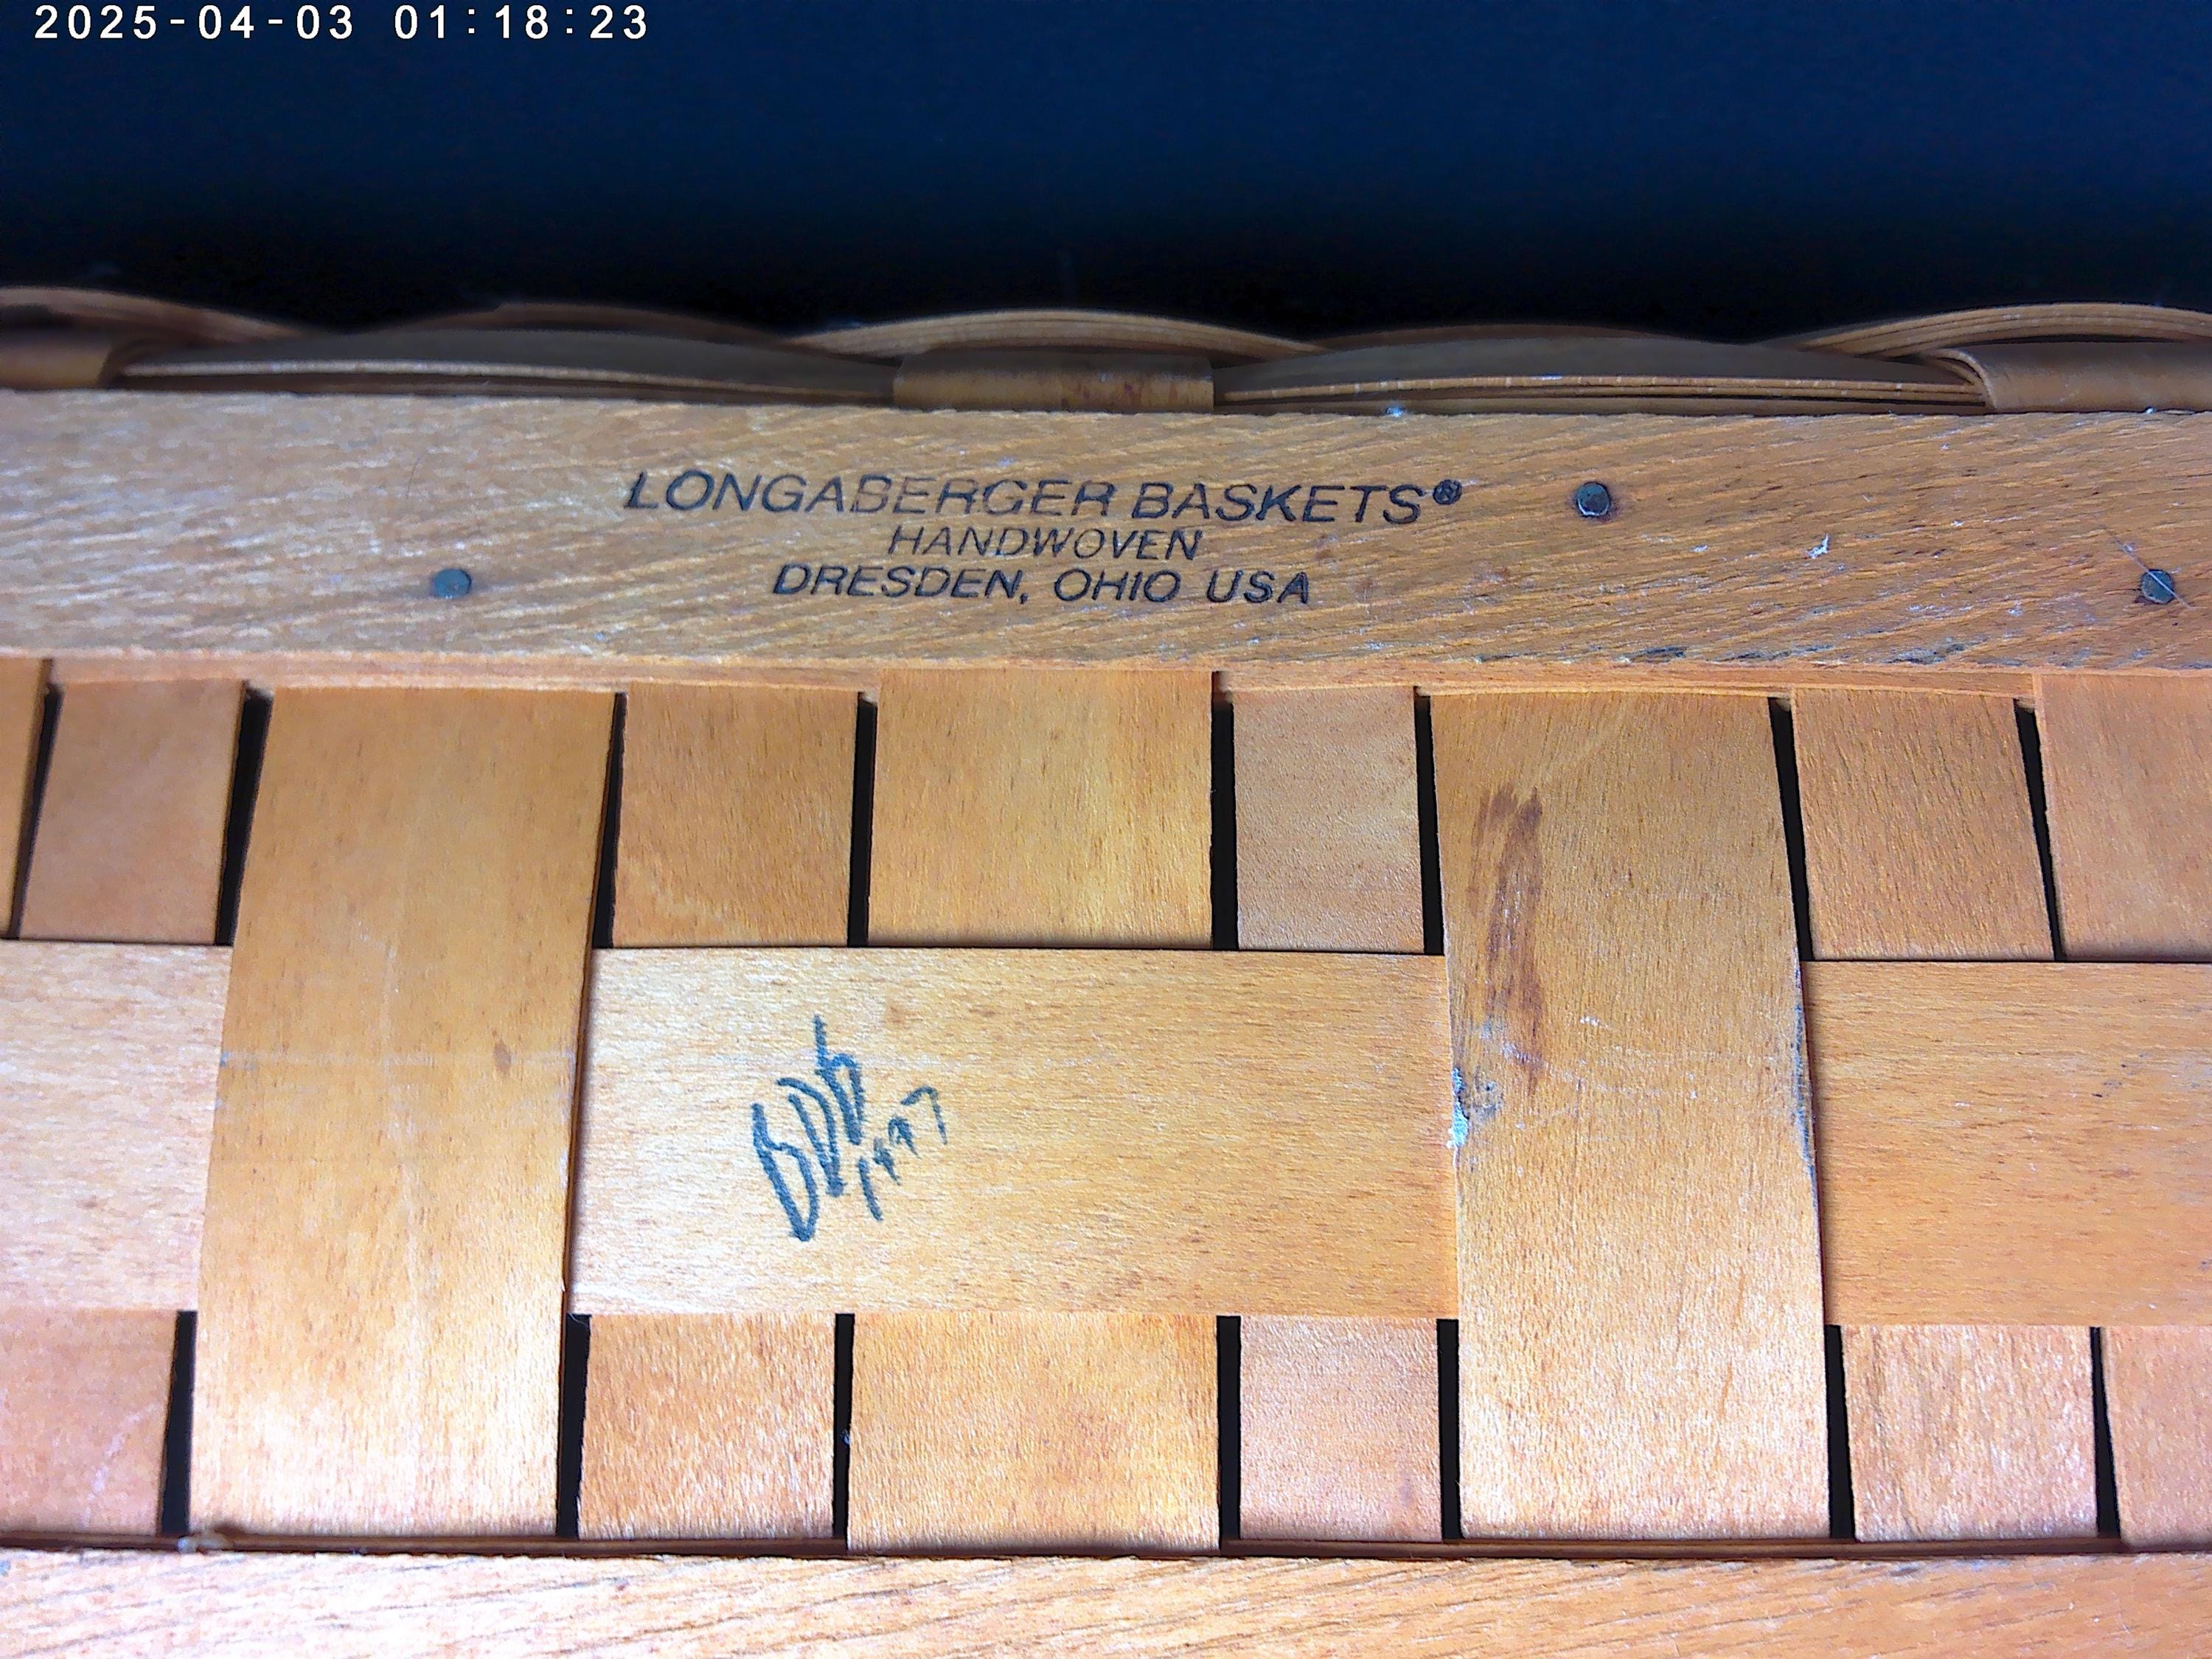 2025-04-03 01:18:23
LONGABERGER BASKETS®
HANDWOVEN
DRESDEN, OHIO USA
1997